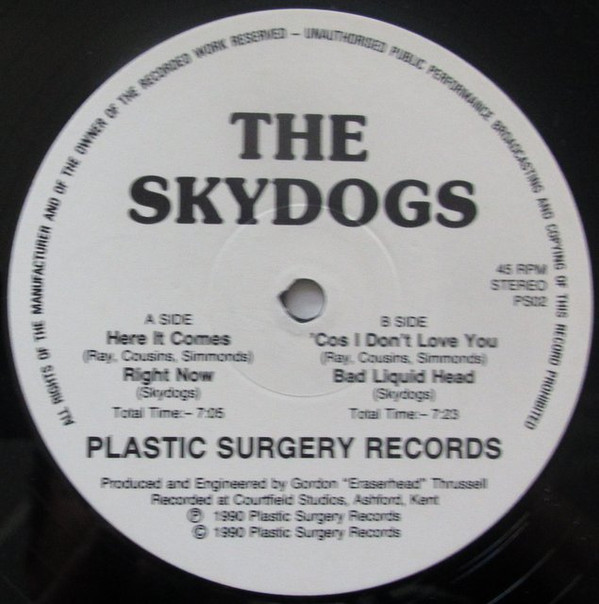 ALL RIGHTS OF THE MANUFACTURER AND OF THE OWNER OF THE RECORDED WORK RESERVED – UNAUTHORISED PUBLIC PERFORMANCE BROADCASTING AND COPYING OF THIS RECORD PROHIBITED
THE
SKYDOGS
45 RPM
STEREO
PS02
A SIDE
Here It Comes
(Ray, Cousins, Simmonds)
Right Now
(Skydogs)
Total Time:– 7:05
B SIDE
'Cos I Don't Love You
(Ray, Cousins, Simmonds)
Bad Liquid Head
(Skydogs)
Total Time:– 7:23
PLASTIC SURGERY RECORDS
Produced and Engineered by Gordon "Eraserhead" Thrussell
Recorded at Courtfield Studios, Ashford, Kent
℗ 1990 Plastic Surgery Records
© 1990 Plastic Surgery Records